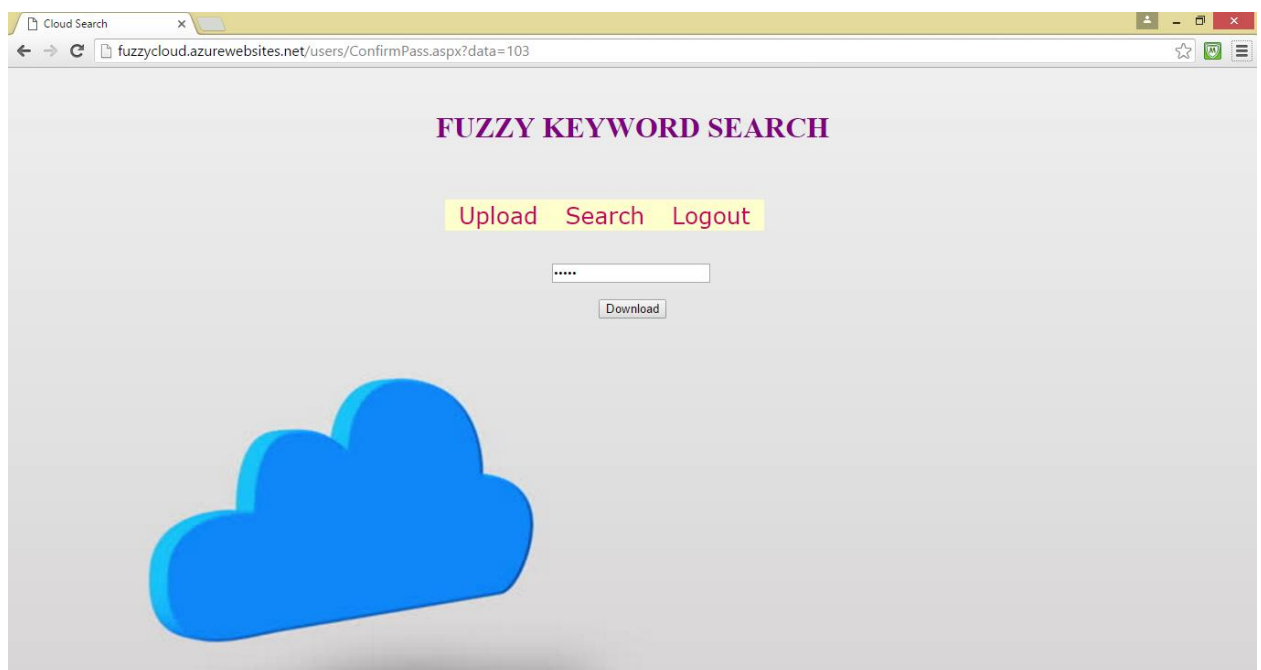 Cloud Search
fuzzycloud.azurewebsites.net/users/ConfirmPass.aspx?data=103
FUZZY KEYWORD SEARCH
Upload Search Logout
•••••
Download